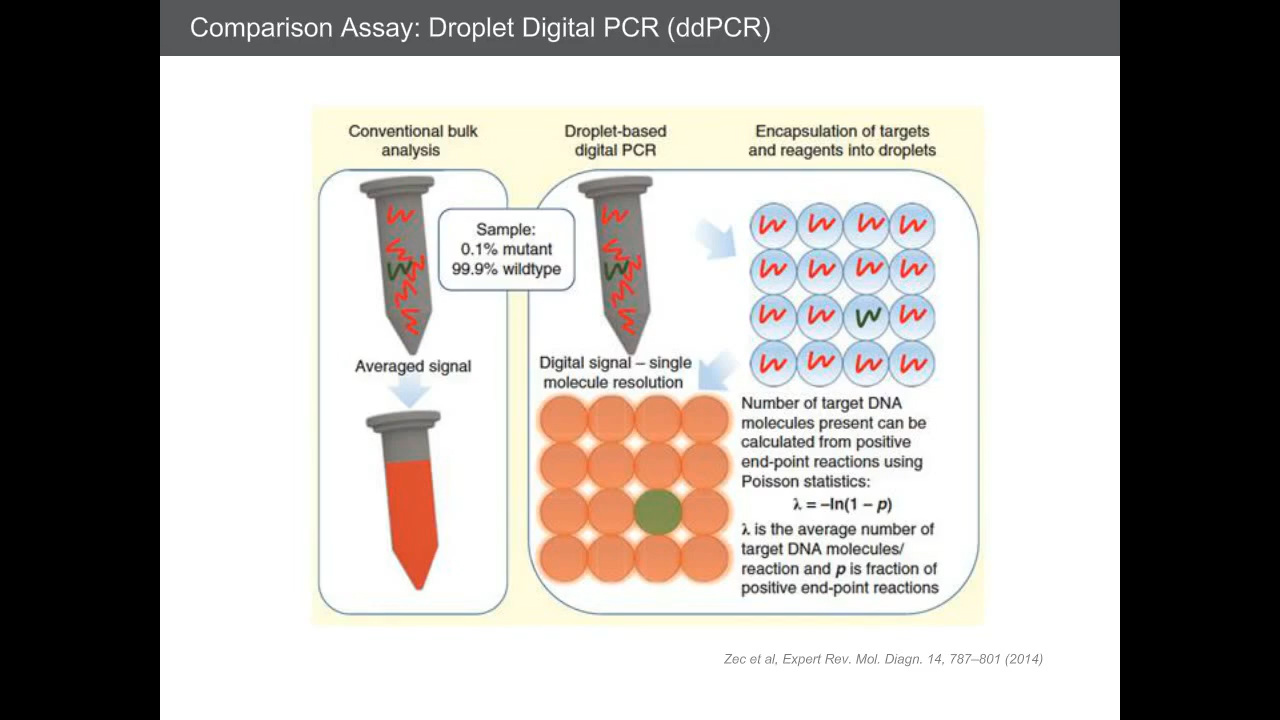 Comparison Assay: Droplet Digital PCR (ddPCR)
Conventional bulk
analysis
Droplet-based
digital PCR
Encapsulation of targets
and reagents into droplets
Sample:
0.1% mutant
99.9% wildtype
Averaged signal
Digital signal – single
molecule resolution
Number of target DNA
molecules present can be
calculated from positive
end-point reactions using
Poisson statistics:
λ = –ln(1 – p)
λ is the average number of
target DNA molecules/
reaction and p is fraction of
positive end-point reactions
Zec et al, Expert Rev. Mol. Diagn. 14, 787–801 (2014)